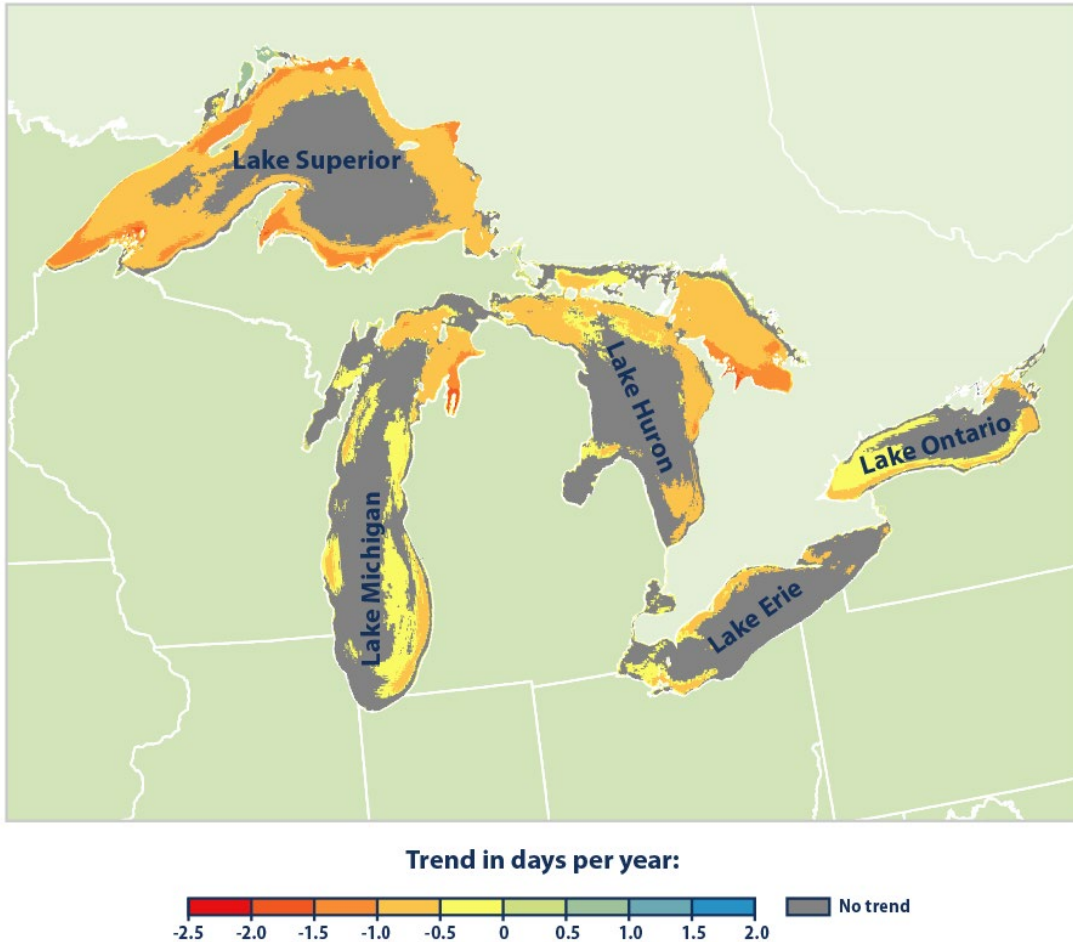 Lake Superior
Lake Huron
Lake Ontario
Lake Michigan
Lake Erie
Trend in days per year:
-2.5 -2.0 -1.5 -1.0 -0.5 0 0.5 1.0 1.5 2.0
No trend